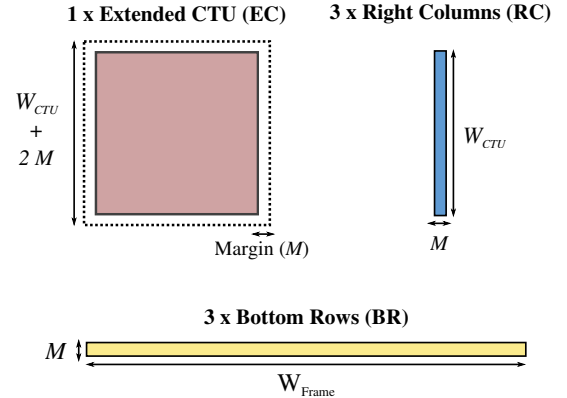 1 x Extended CTU (EC)
3 x Right Columns (RC)
W_CTU
+
2 M
W_CTU
Margin (M)
M
3 x Bottom Rows (BR)
M
W_Frame